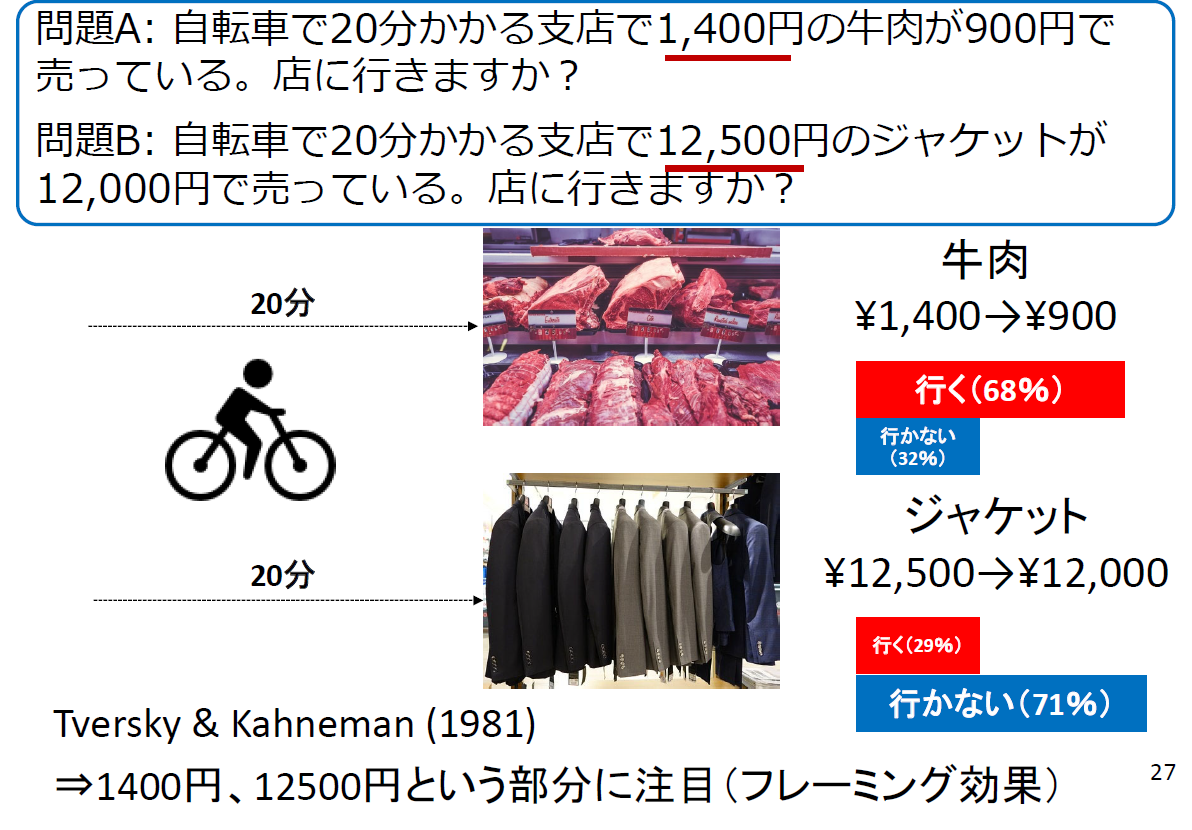 問題A: 自転車で20分かかる支店で1,400円の牛肉が900円で
売っている。店に行きますか？
問題B: 自転車で20分かかる支店で12,500円のジャケットが
12,000円で売っている。店に行きますか？
20分
牛肉
¥1,400→¥900
行く（68％）
行かない
（32％）
20分
ジャケット
¥12,500→¥12,000
行く（29％）
行かない（71％）
Tversky & Kahneman (1981)
⇒1400円、12500円という部分に注目（フレーミング効果）
27